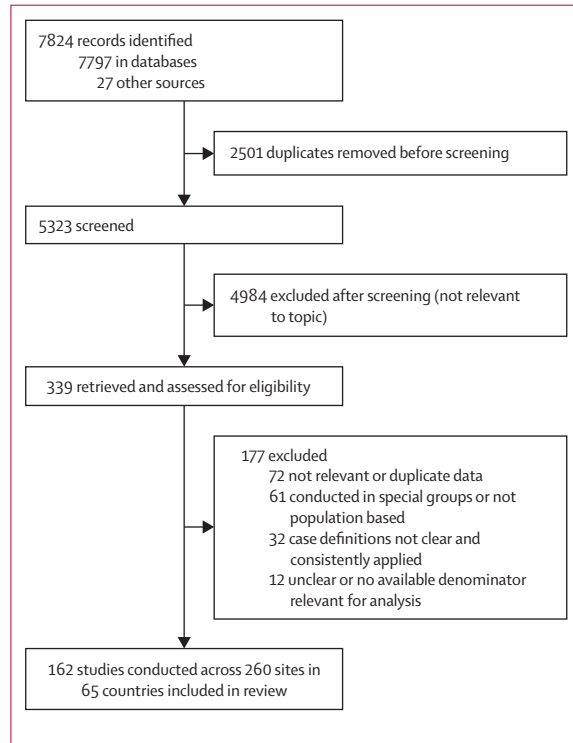 7824 records identified
7797 in databases
27 other sources
2501 duplicates removed before screening
5323 screened
4984 excluded after screening (not relevant
to topic)
339 retrieved and assessed for eligibility
177 excluded
72 not relevant or duplicate data
61 conducted in special groups or not
population based
32 case definitions not clear and
consistently applied
12 unclear or no available denominator
relevant for analysis
162 studies conducted across 260 sites in
65 countries included in review